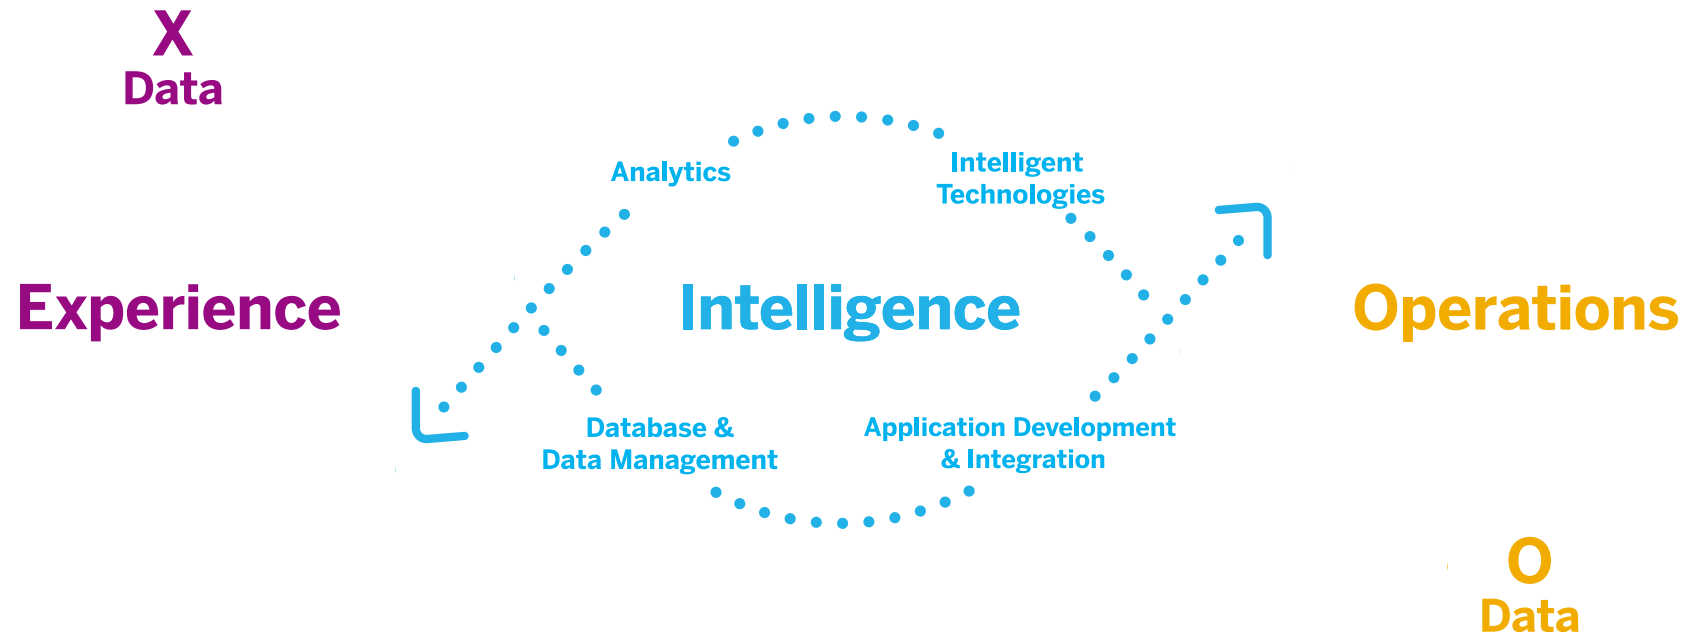 X
Data
Analytics
Intelligent
Technologies
Experience
Intelligence
Operations
Database &
Data Management
Application Development
& Integration
O
Data